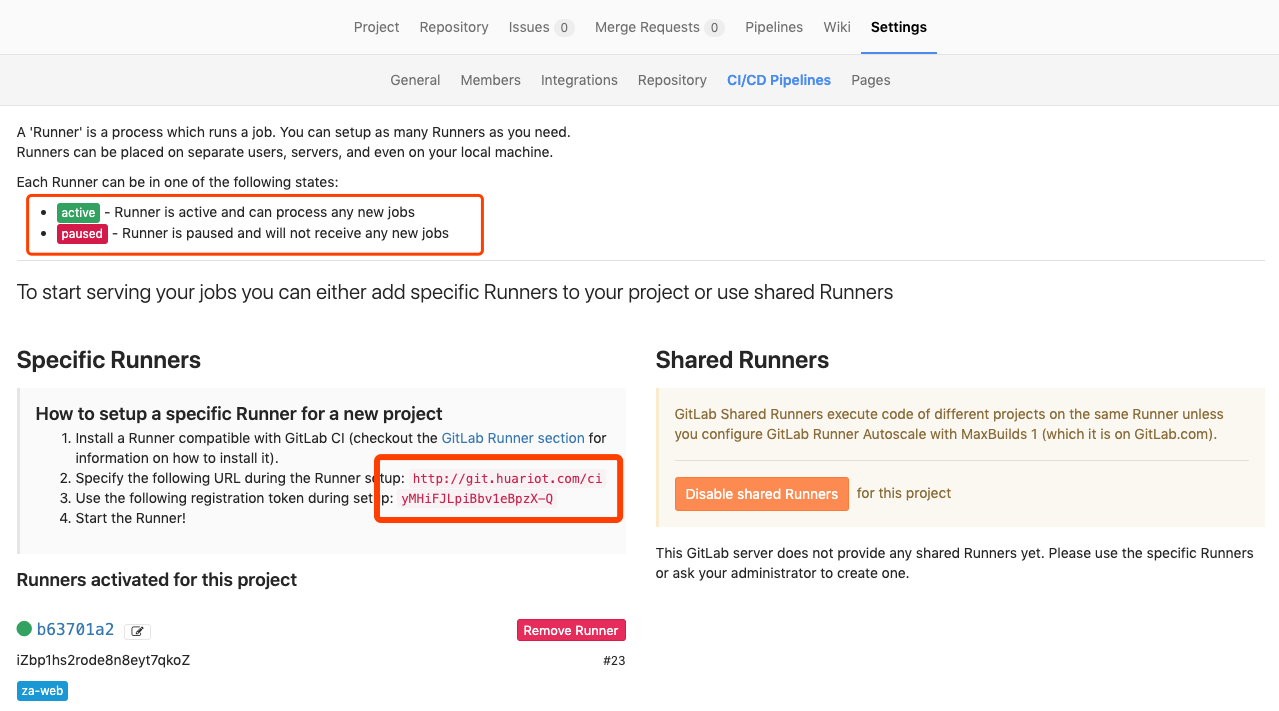 Project Repository Issues 0 Merge Requests 0 Pipelines Wiki Settings
General Members Integrations Repository CI/CD Pipelines Pages
A 'Runner' is a process which runs a job. You can setup as many Runners as you need.
Runners can be placed on separate users, servers, and even on your local machine.
Each Runner can be in one of the following states:
• active - Runner is active and can process any new jobs
• paused - Runner is paused and will not receive any new jobs
To start serving your jobs you can either add specific Runners to your project or use shared Runners
Specific Runners
How to setup a specific Runner for a new project
1. Install a Runner compatible with GitLab CI (checkout the GitLab Runner section for
information on how to install it).
2. Specify the following URL during the Runner setup: http://git.huariot.com/ci
3. Use the following registration token during setup: yMHiFJLpiBbv1eBpzX-Q
4. Start the Runner!
Runners activated for this project
b63701a2 Remove Runner
iZbp1hs2rode8n8eyt7qkoZ #23
za-web
Shared Runners
GitLab Shared Runners execute code of different projects on the same Runner unless
you configure GitLab Runner Autoscale with MaxBuilds 1 (which it is on GitLab.com).
Disable shared Runners for this project
This GitLab server does not provide any shared Runners yet. Please use the specific Runners
or ask your administrator to create one.